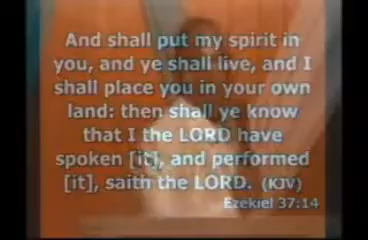 And shall put my spirit in
you, and ye shall live, and I
shall place you in your own
land: then shall ye know
that I the LORD have
spoken [it], and performed
[it], saith the LORD. (KJV)
Ezekiel 37:14